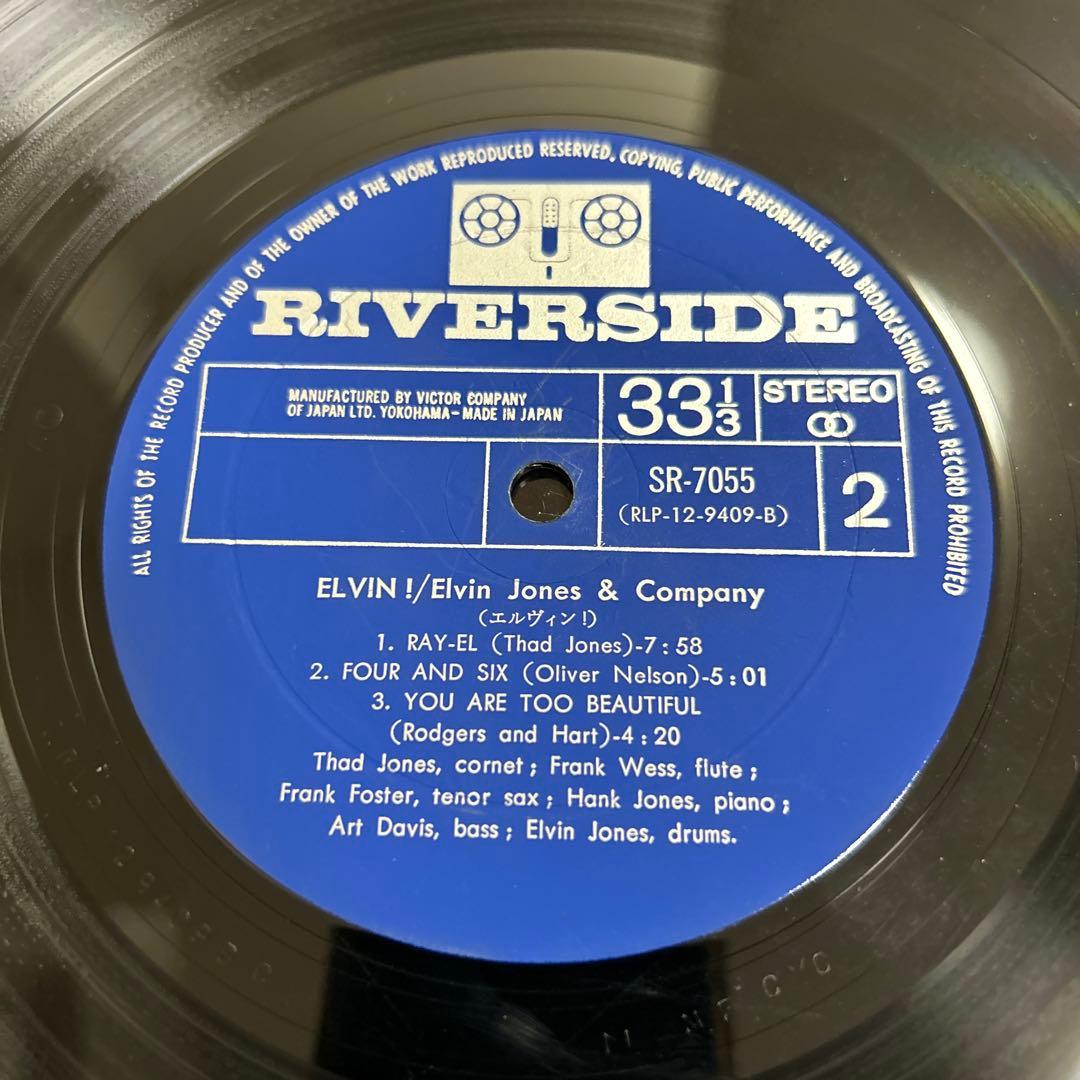 ALL RIGHTS OF THE RECORD PRODUCER AND OF THE OWNER OF THE WORK REPRODUCED RESERVED. COPYING, PUBLIC PERFORMANCE AND BROADCASTING OF THIS RECORD PROHIBITED
RIVERSIDE
MANUFACTURED BY VICTOR COMPANY
OF JAPAN LTD. YOKOHAMA-MADE IN JAPAN
33 1/3
STEREO
SR-7055
(RLP-12-9409-B)
2
ELVIN!/Elvin Jones & Company
(エルヴィン!)
1. RAY-EL (Thad Jones)-7:58
2. FOUR AND SIX (Oliver Nelson)-5:01
3. YOU ARE TOO BEAUTIFUL
(Rodgers and Hart)-4:20
Thad Jones, cornet; Frank Wess, flute;
Frank Foster, tenor sax; Hank Jones, piano;
Art Davis, bass; Elvin Jones, drums.